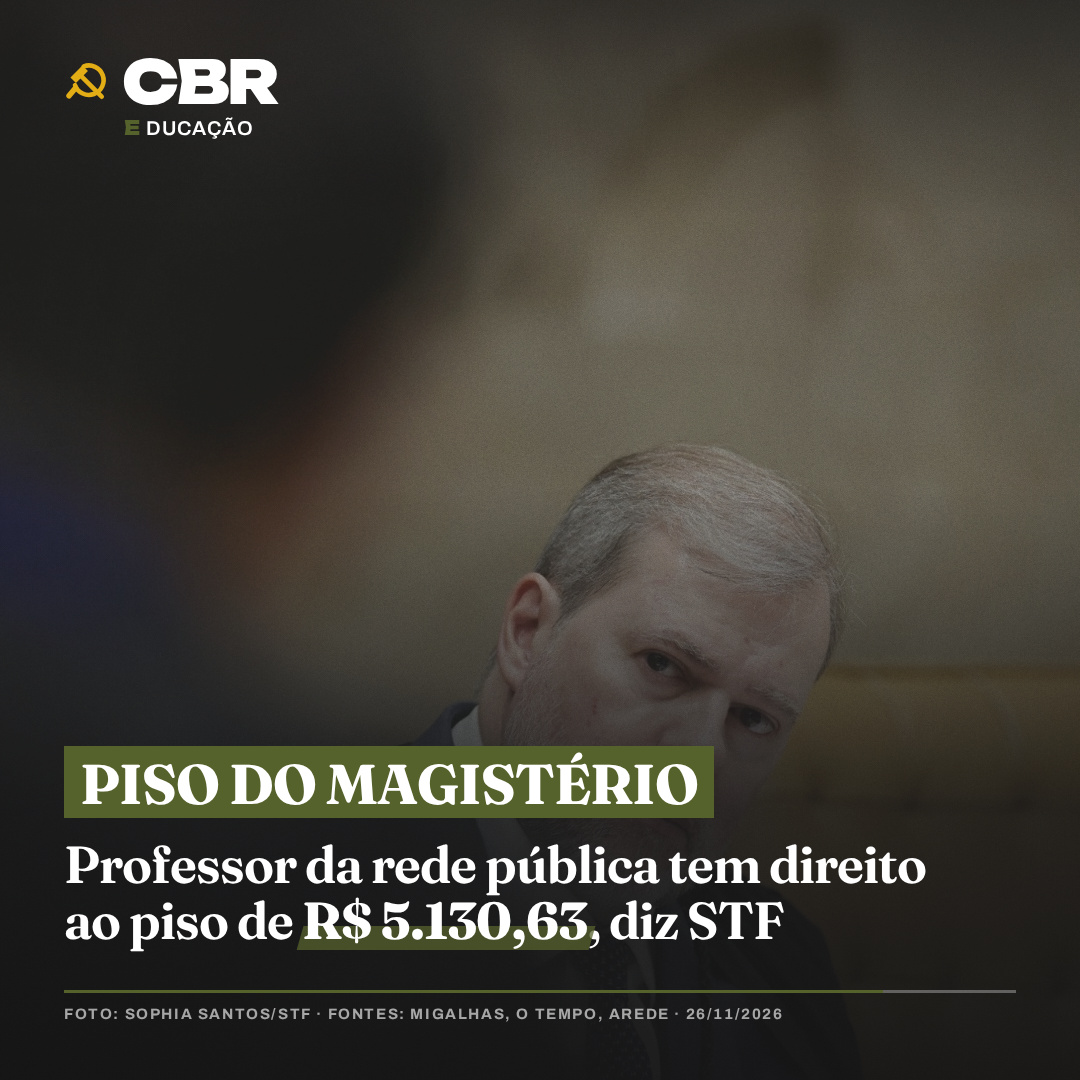 CBR
EDUCAÇÃO
PISO DO MAGISTÉRIO
Professor da rede pública tem direito
ao piso de R$ 5.130,63, diz STF
FOTO: SOPHIA SANTOS/STF · FONTES: MIGALHAS, O TEMPO, AREDE · 26/11/2026